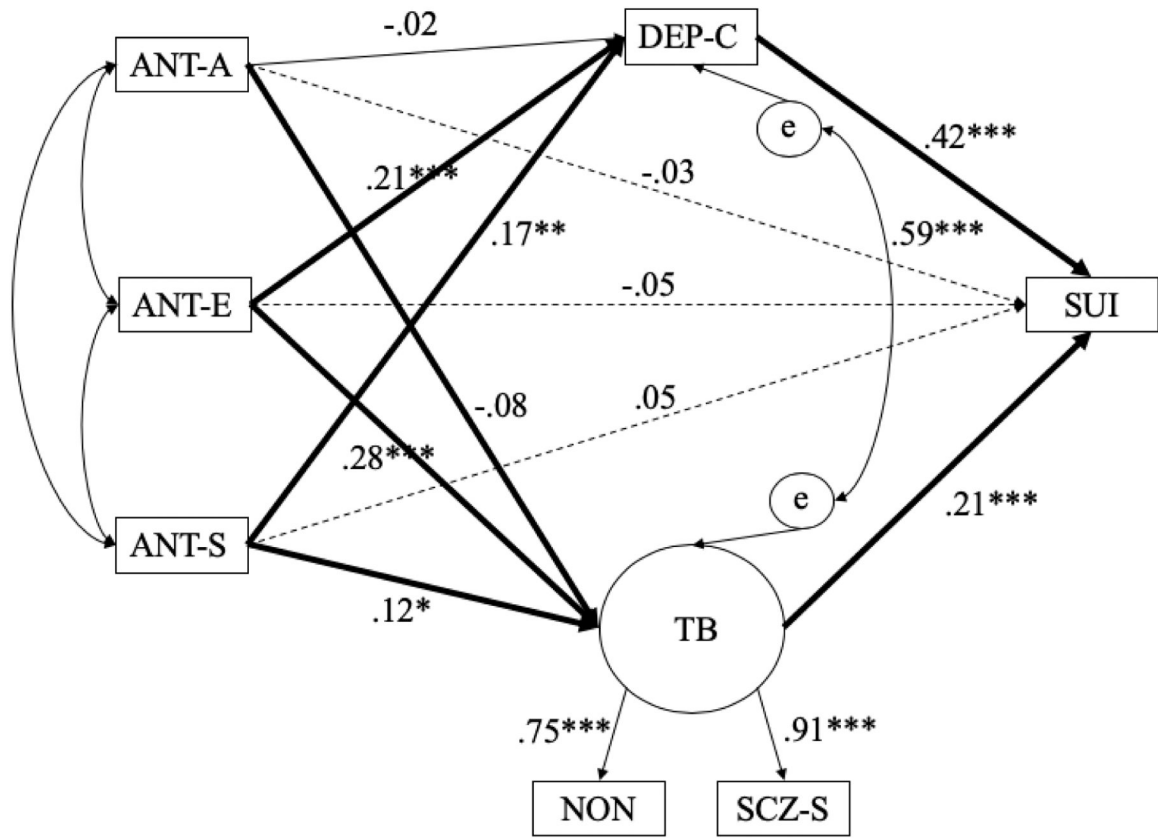 -.02
DEP-C
ANT-A
e
.42***
.21***
-.03
.17**
.59***
ANT-E
-.05
SUI
-.08
.05
.28***
e
.21***
ANT-S
.12*
TB
.75***
.91***
NON
SCZ-S